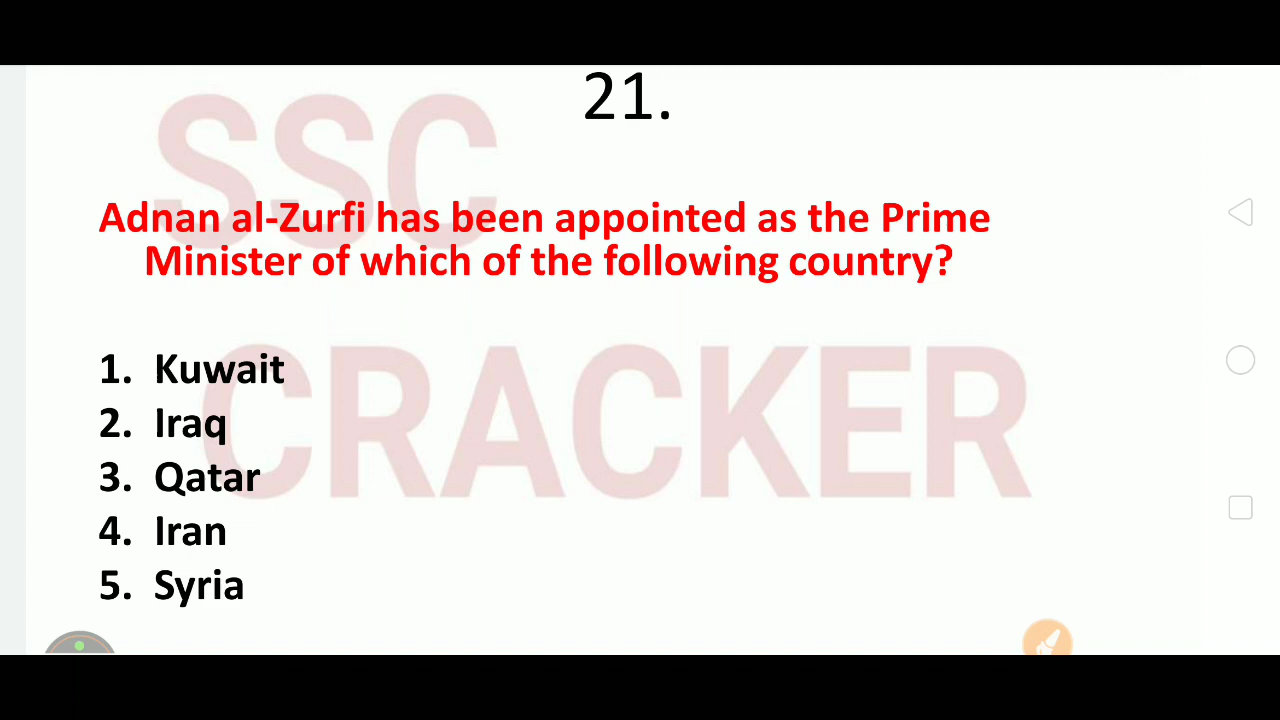 21.
SSC
Adnan al-Zurfi has been appointed as the Prime
Minister of which of the following country?
CRACKER
1. Kuwait
2. Iraq
3. Qatar
4. Iran
5. Syria